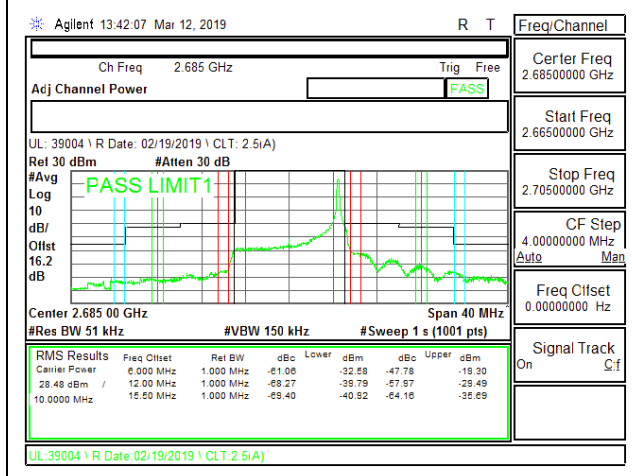 Agilent 13:42:07 Mar 12, 2019 R T
Ch Freq 2.685 GHz Trig Free
Adj Channel Power PASS
UL: 39004 \ R Date: 02/19/2019 \ CLT: 2.5(A)
Ref 30 dBm #Atten 30 dB
#Avg
Log
10
dB/
Offst
16.2
dB
PASS LIMIT1
Center 2.685 00 GHz Span 40 MHz
#Res BW 51 kHz #VBW 150 kHz #Sweep 1 s (1001 pts)
RMS Results Freq Offset Ref BW dBc Lower dBm dBc Upper dBm
Carrier Power 6.000 MHz 1.000 MHz -61.06 -32.58 -47.78 -19.30
28.48 dBm / 12.00 MHz 1.000 MHz -68.27 -39.79 -57.97 -29.49
10.0000 MHz 15.50 MHz 1.000 MHz -69.40 -40.92 -64.16 -35.69
UL:39004 \ R Date:02/19/2019 \ CLT:2.5(A)
Freq/Channel
Center Freq
2.68500000 GHz
Start Freq
2.66500000 GHz
Stop Freq
2.70500000 GHz
CF Step
4.00000000 MHz
Auto Man
Freq Offset
0.00000000 Hz
Signal Track
On Off